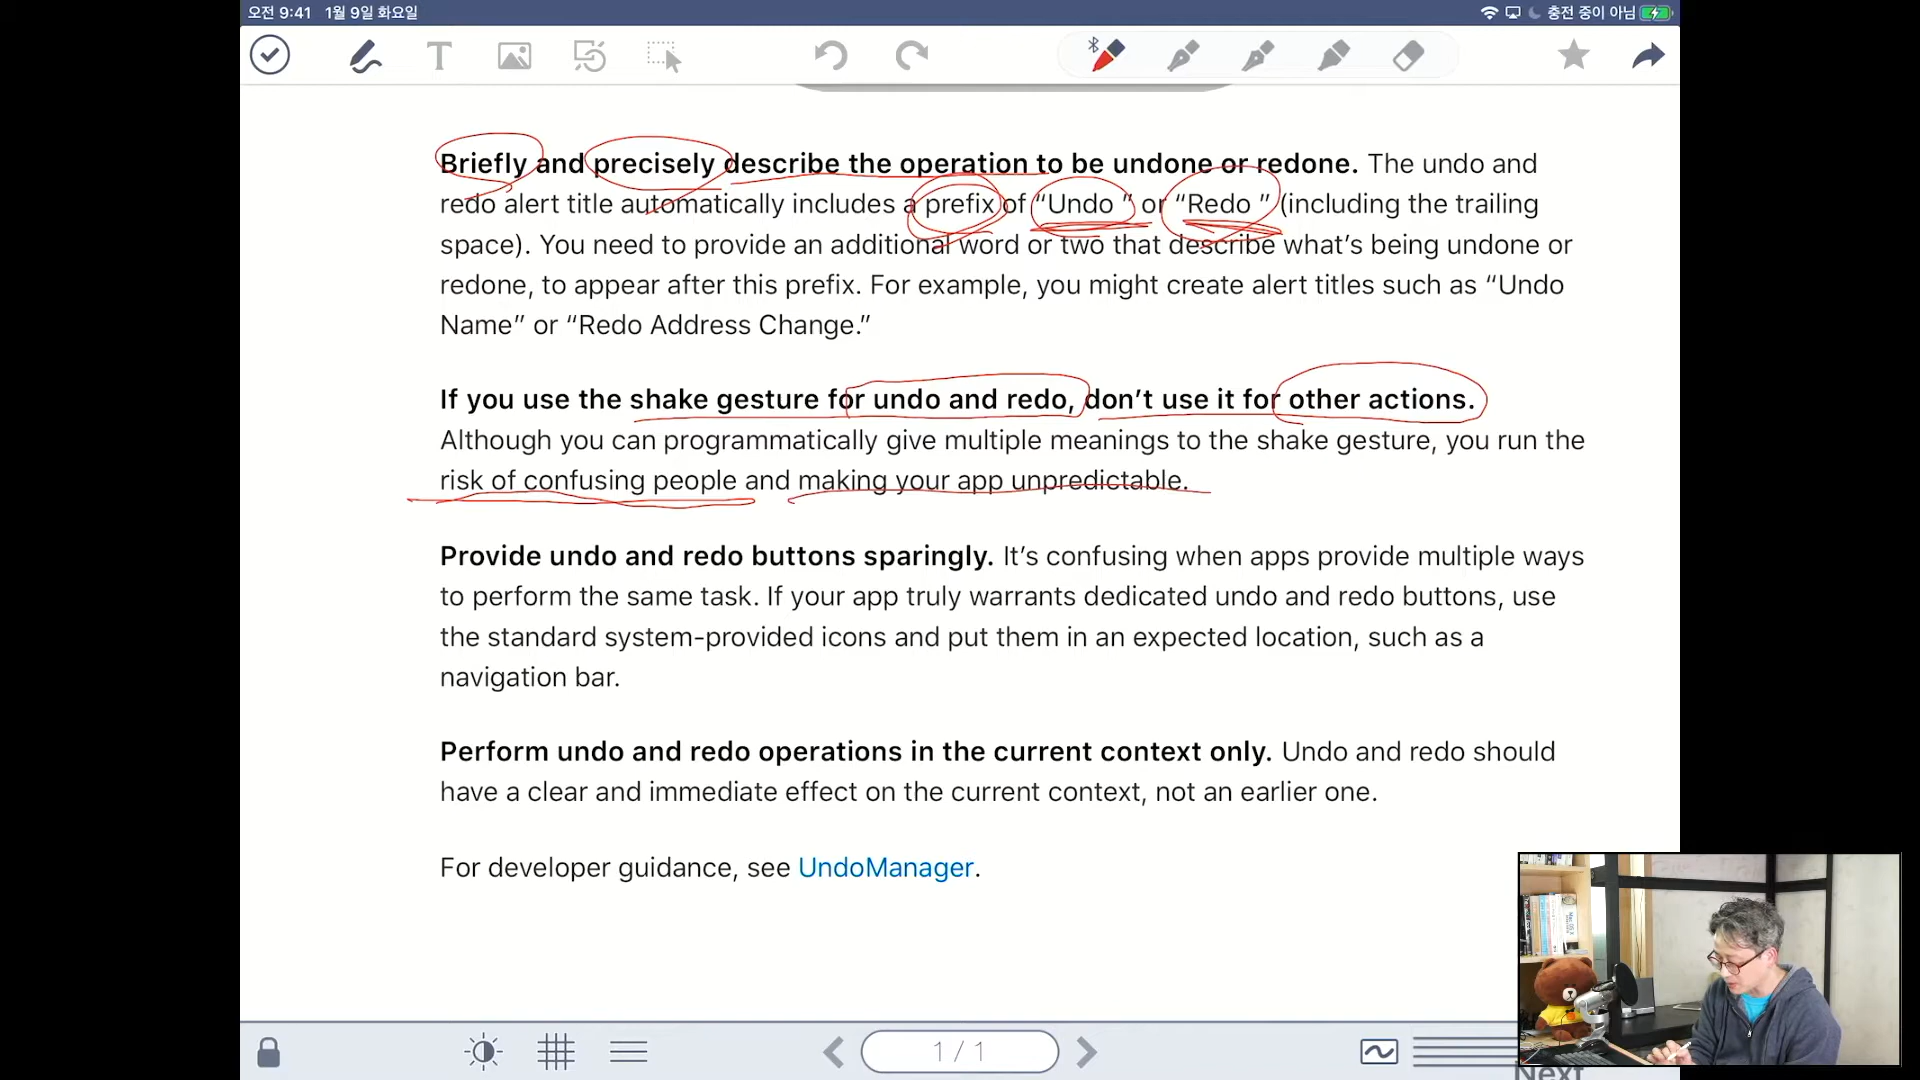 오전 9:41 1월 9일 화요일
충전 중이 아님
T
Briefly and precisely describe the operation to be undone or redone. The undo and
redo alert title automatically includes a prefix of “Undo ” or “Redo ” (including the trailing
space). You need to provide an additional word or two that describe what’s being undone or
redone, to appear after this prefix. For example, you might create alert titles such as “Undo
Name” or “Redo Address Change.”
If you use the shake gesture for undo and redo, don’t use it for other actions.
Although you can programmatically give multiple meanings to the shake gesture, you run the
risk of confusing people and making your app unpredictable.
Provide undo and redo buttons sparingly. It’s confusing when apps provide multiple ways
to perform the same task. If your app truly warrants dedicated undo and redo buttons, use
the standard system-provided icons and put them in an expected location, such as a
navigation bar.
Perform undo and redo operations in the current context only. Undo and redo should
have a clear and immediate effect on the current context, not an earlier one.
For developer guidance, see UndoManager.
1 / 1
Next